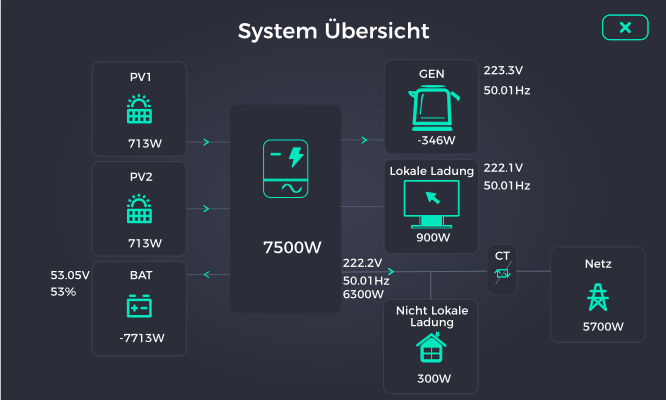 System Übersicht
PV1
713W
PV2
713W
BAT
-7713W
53.05V
53%
7500W
GEN
-346W
223.3V
50.01Hz
Lokale Ladung
900W
222.1V
50.01Hz
222.2V
50.01Hz
6300W
Nicht Lokale
Ladung
300W
CT
Netz
5700W